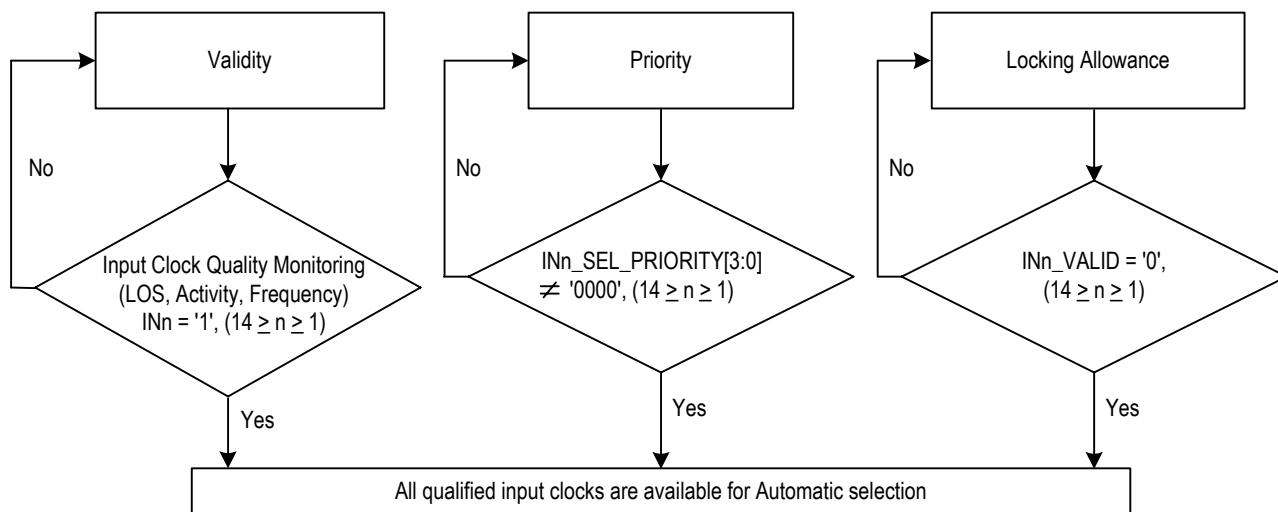 Validity
Priority
Locking Allowance
No
No
No
Input Clock Quality Monitoring
(LOS, Activity, Frequency)
INn = '1', (14 ≥ n ≥ 1)
INn_SEL_PRIORITY[3:0]
≠ '0000', (14 ≥ n ≥ 1)
INn_VALID = '0',
(14 ≥ n ≥ 1)
Yes
Yes
Yes
All qualified input clocks are available for Automatic selection